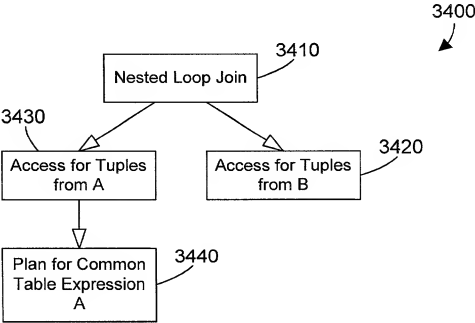 3400
3410
Nested Loop Join
3430
Access for Tuples
from A
Access for Tuples
from B
3420
Plan for Common
Table Expression
A
3440